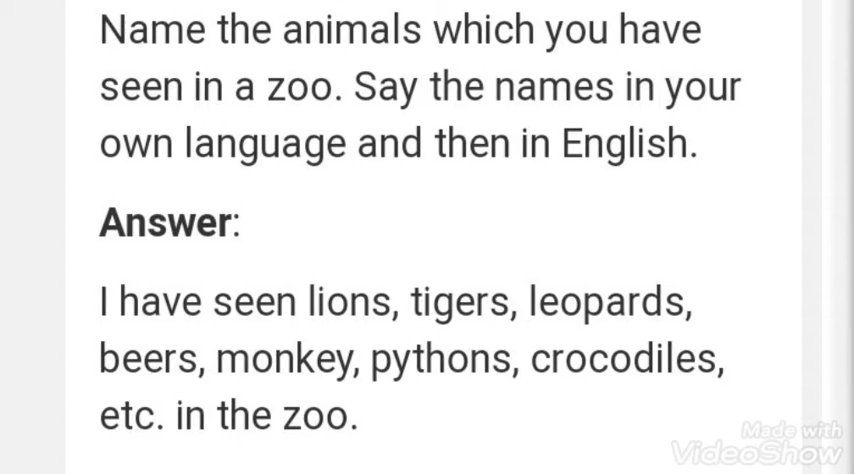 Name the animals which you have
seen in a zoo. Say the names in your
own language and then in English.
Answer:
I have seen lions, tigers, leopards,
beers, monkey, pythons, crocodiles,
etc. in the zoo.
Made with
VideoShow